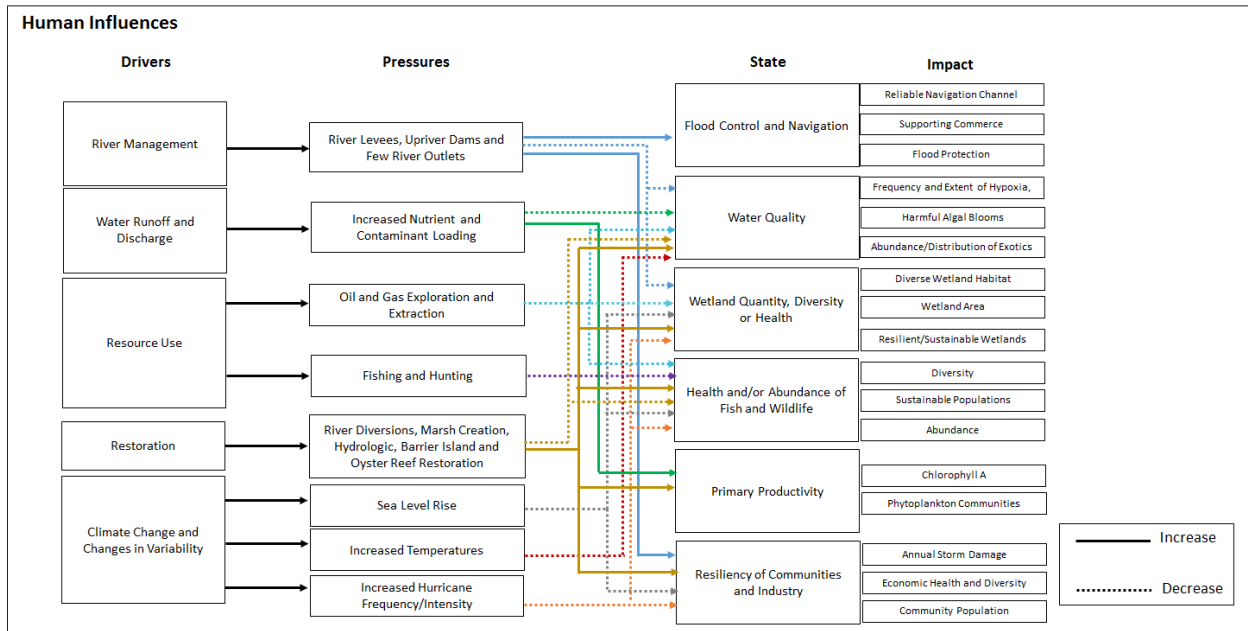 Human Influences
Drivers
Pressures
State
Impact
River Management
Water Runoff and
Discharge
Resource Use
Restoration
Climate Change and
Changes in Variability
River Levees, Upriver Dams and
Few River Outlets
Increased Nutrient and
Contaminant Loading
Oil and Gas Exploration and
Extraction
Fishing and Hunting
River Diversions, Marsh Creation,
Hydrologic, Barrier Island and
Oyster Reef Restoration
Sea Level Rise
Increased Temperatures
Increased Hurricane
Frequency/Intensity
Flood Control and Navigation
Water Quality
Wetland Quantity, Diversity
or Health
Health and/or Abundance of
Fish and Wildlife
Primary Productivity
Resiliency of Communities
and Industry
Reliable Navigation Channel
Supporting Commerce
Flood Protection
Frequency and Extent of Hypoxia,
Harmful Algal Blooms
Abundance/Distribution of Exotics
Diverse Wetland Habitat
Wetland Area
Resilient/Sustainable Wetlands
Diversity
Sustainable Populations
Abundance
Chlorophyll A
Phytoplankton Communities
Annual Storm Damage
Economic Health and Diversity
Community Population
Increase
Decrease